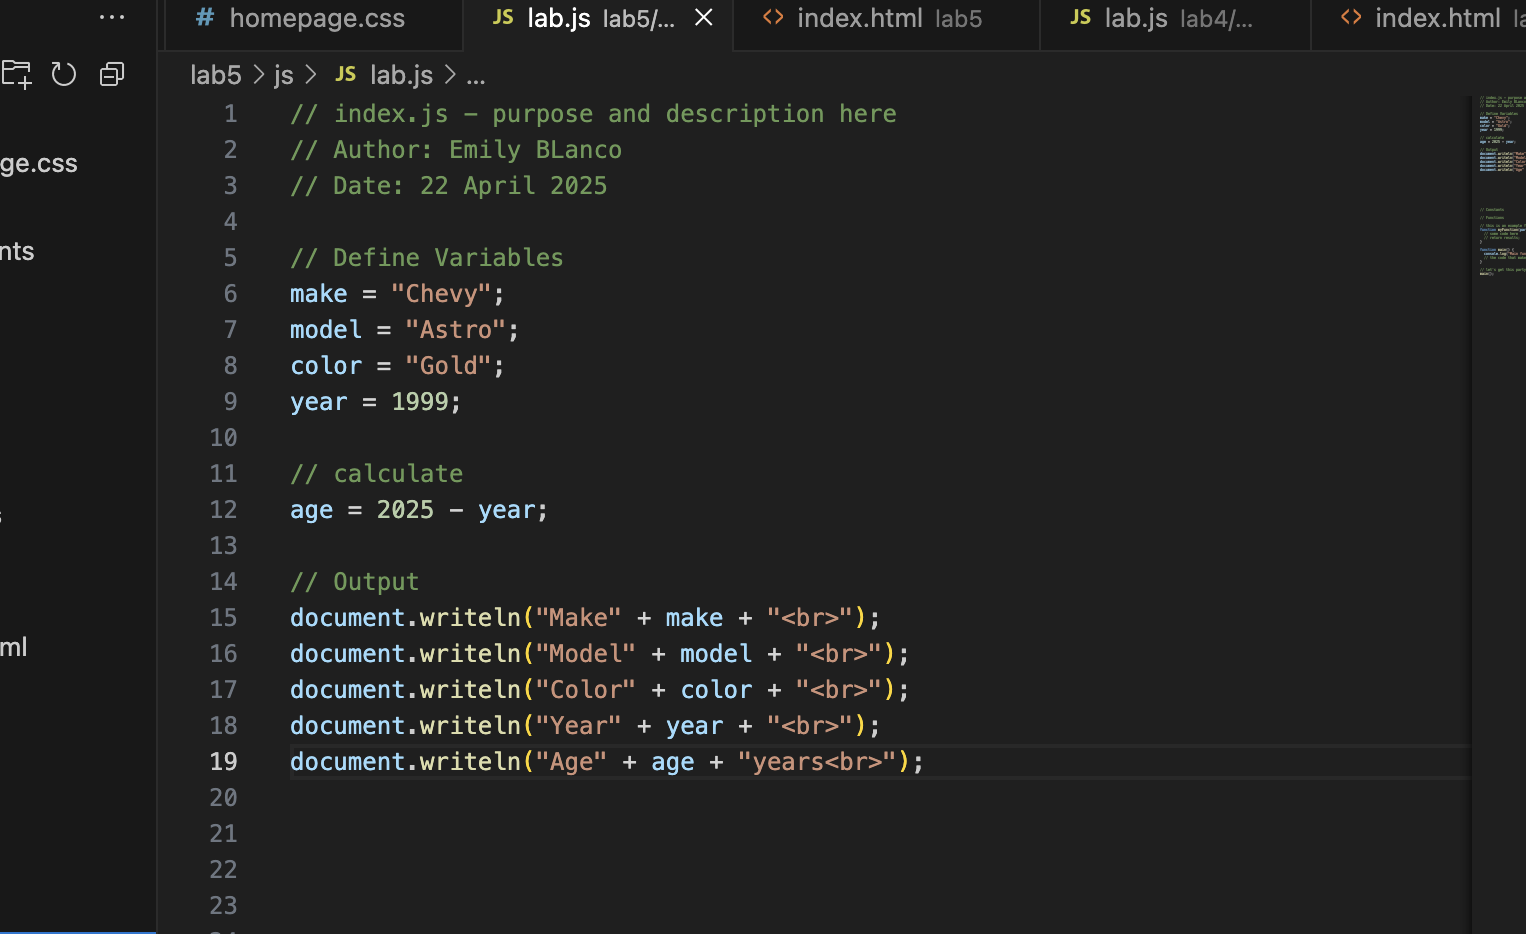 ...
# homepage.css
JS lab.js lab5/... ×
<> index.html lab5
JS lab.js lab4/...
<> index.html
lab5 > js > JS lab.js > ...
ge.css
nts
ml
1 // index.js – purpose and description here
2 // Author: Emily BLanco
3 // Date: 22 April 2025
4
5 // Define Variables
6 make = "Chevy";
7 model = "Astro";
8 color = "Gold";
9 year = 1999;
10
11 // calculate
12 age = 2025 – year;
13
14 // Output
15 document.writeln("Make" + make + "<br>");
16 document.writeln("Model" + model + "<br>");
17 document.writeln("Color" + color + "<br>");
18 document.writeln("Year" + year + "<br>");
19 document.writeln("Age" + age + "years<br>");
20
21
22
23